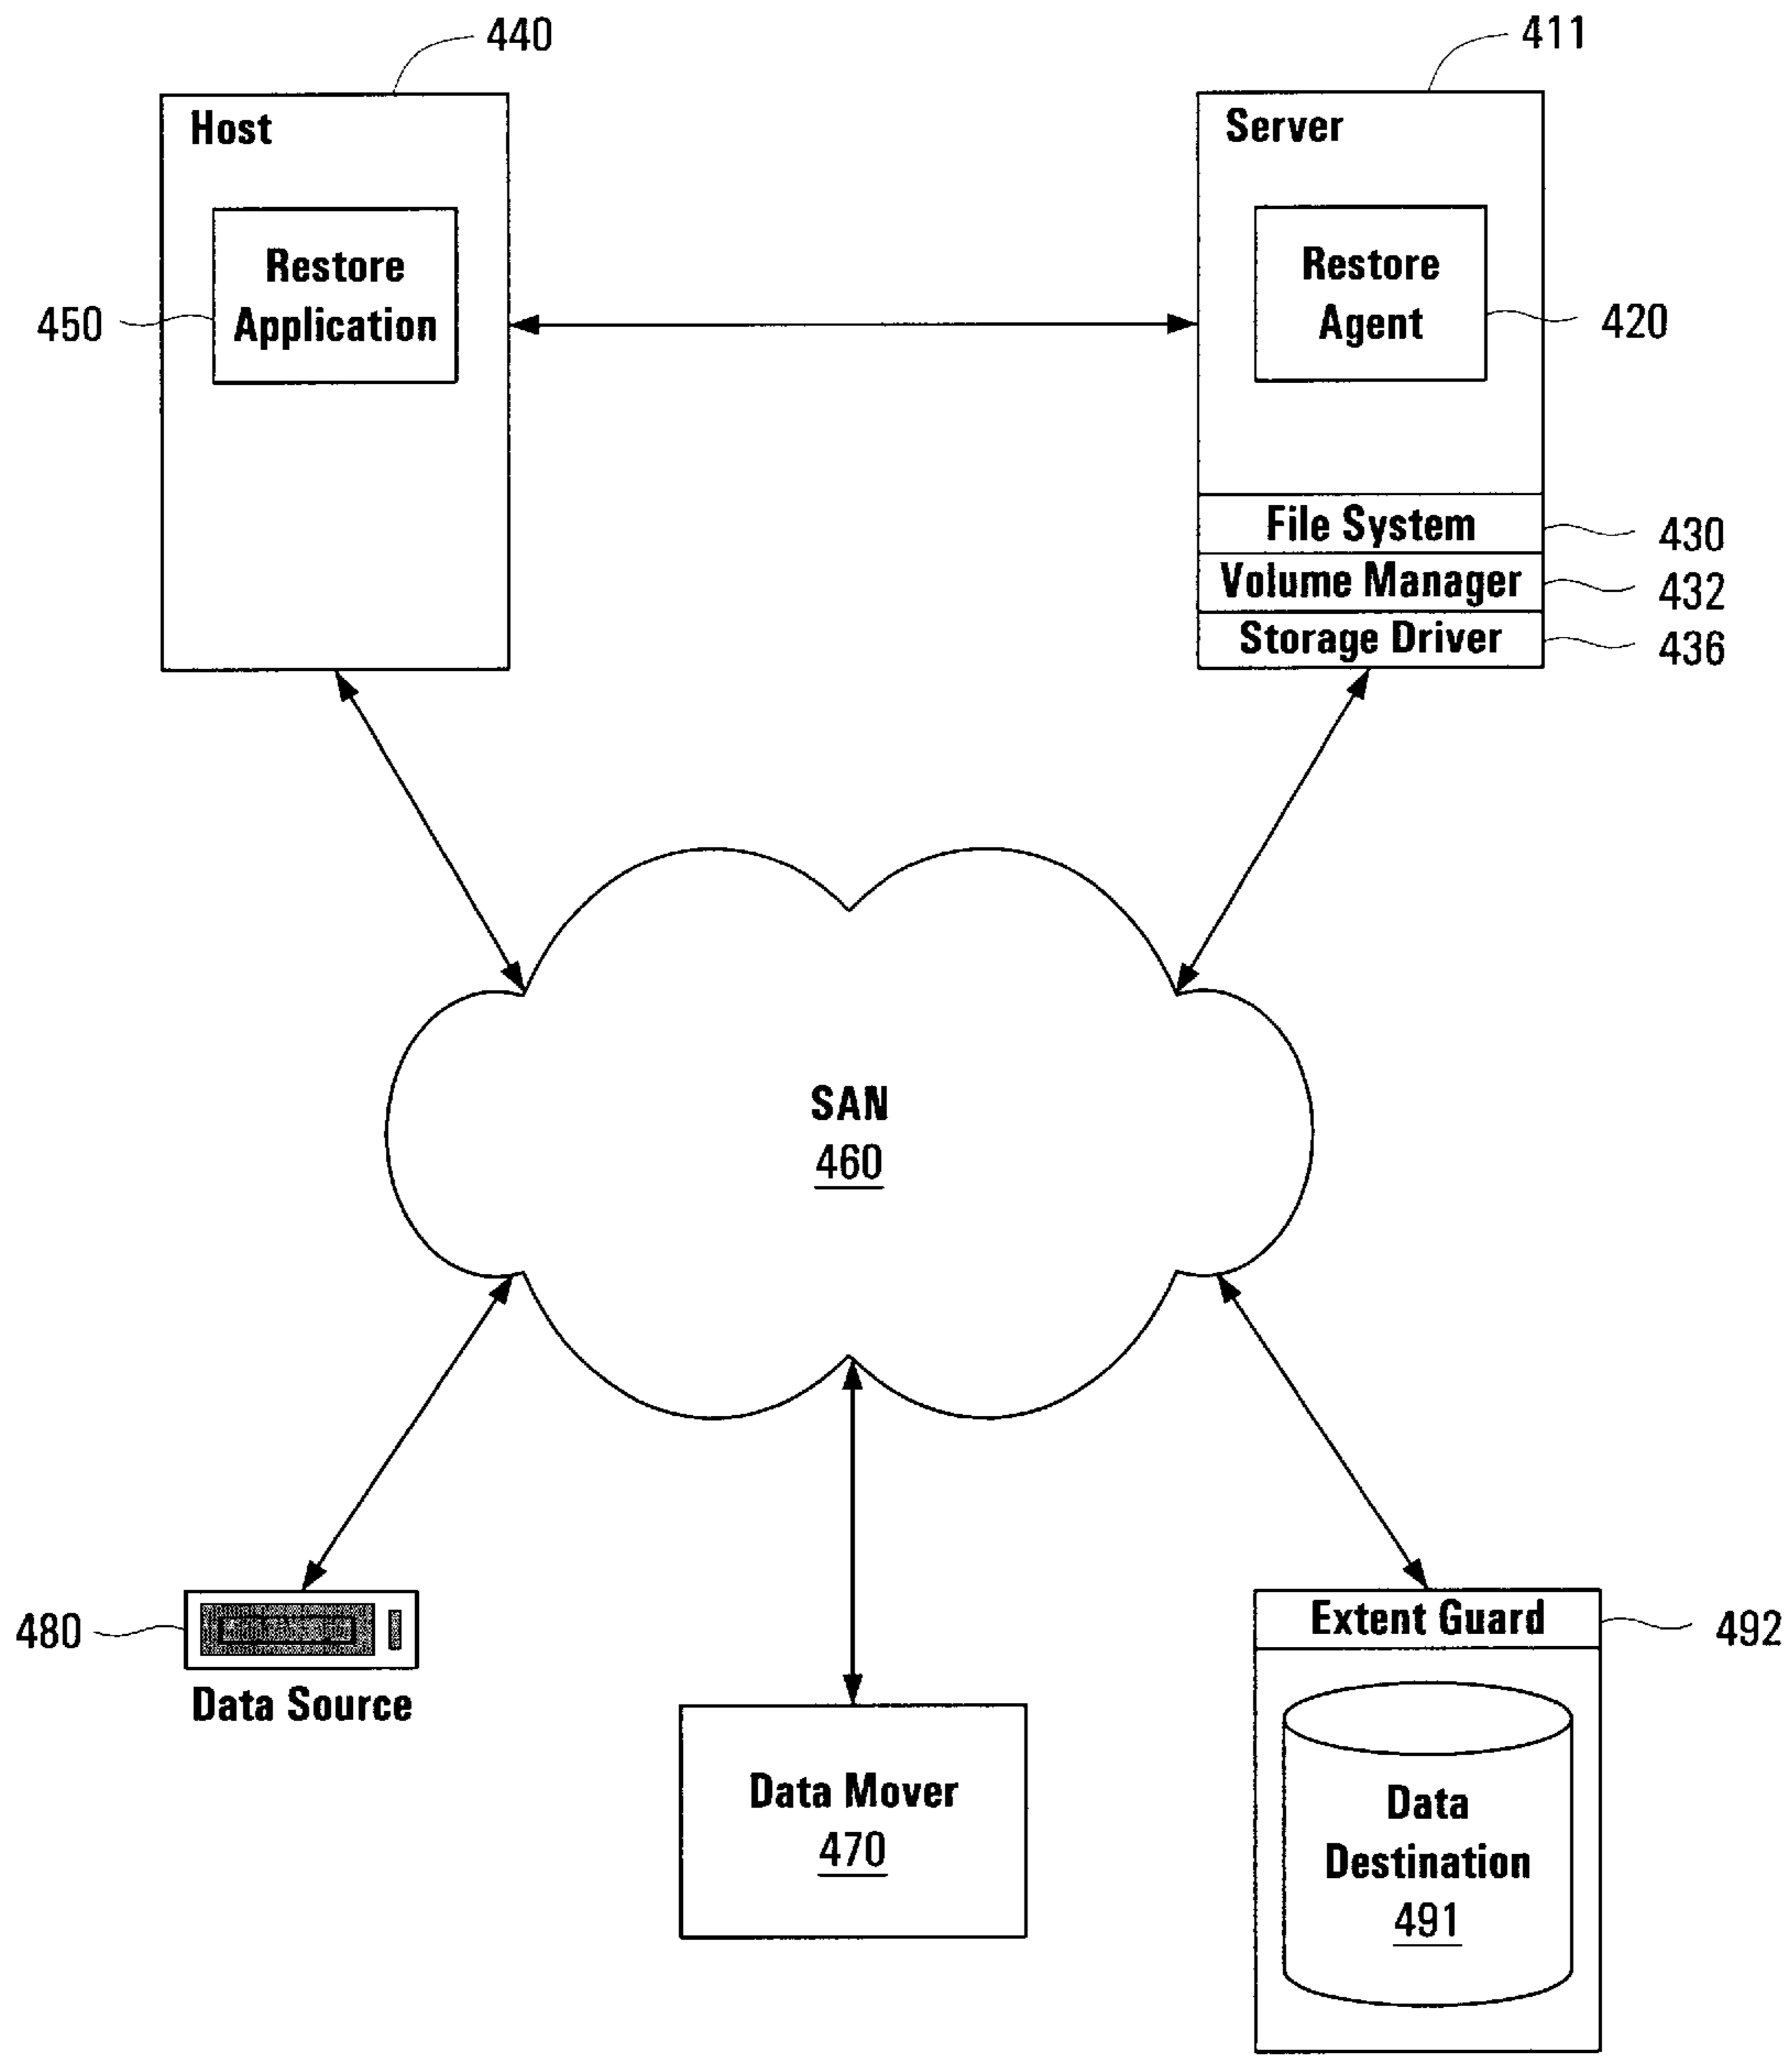 440
411
Host
Server
Restore
Application
450
Restore
Agent
420
File System
430
Volume Manager
432
Storage Driver
436
SAN
460
480
Data Source
Extent Guard
492
Data Mover
470
Data
Destination
491